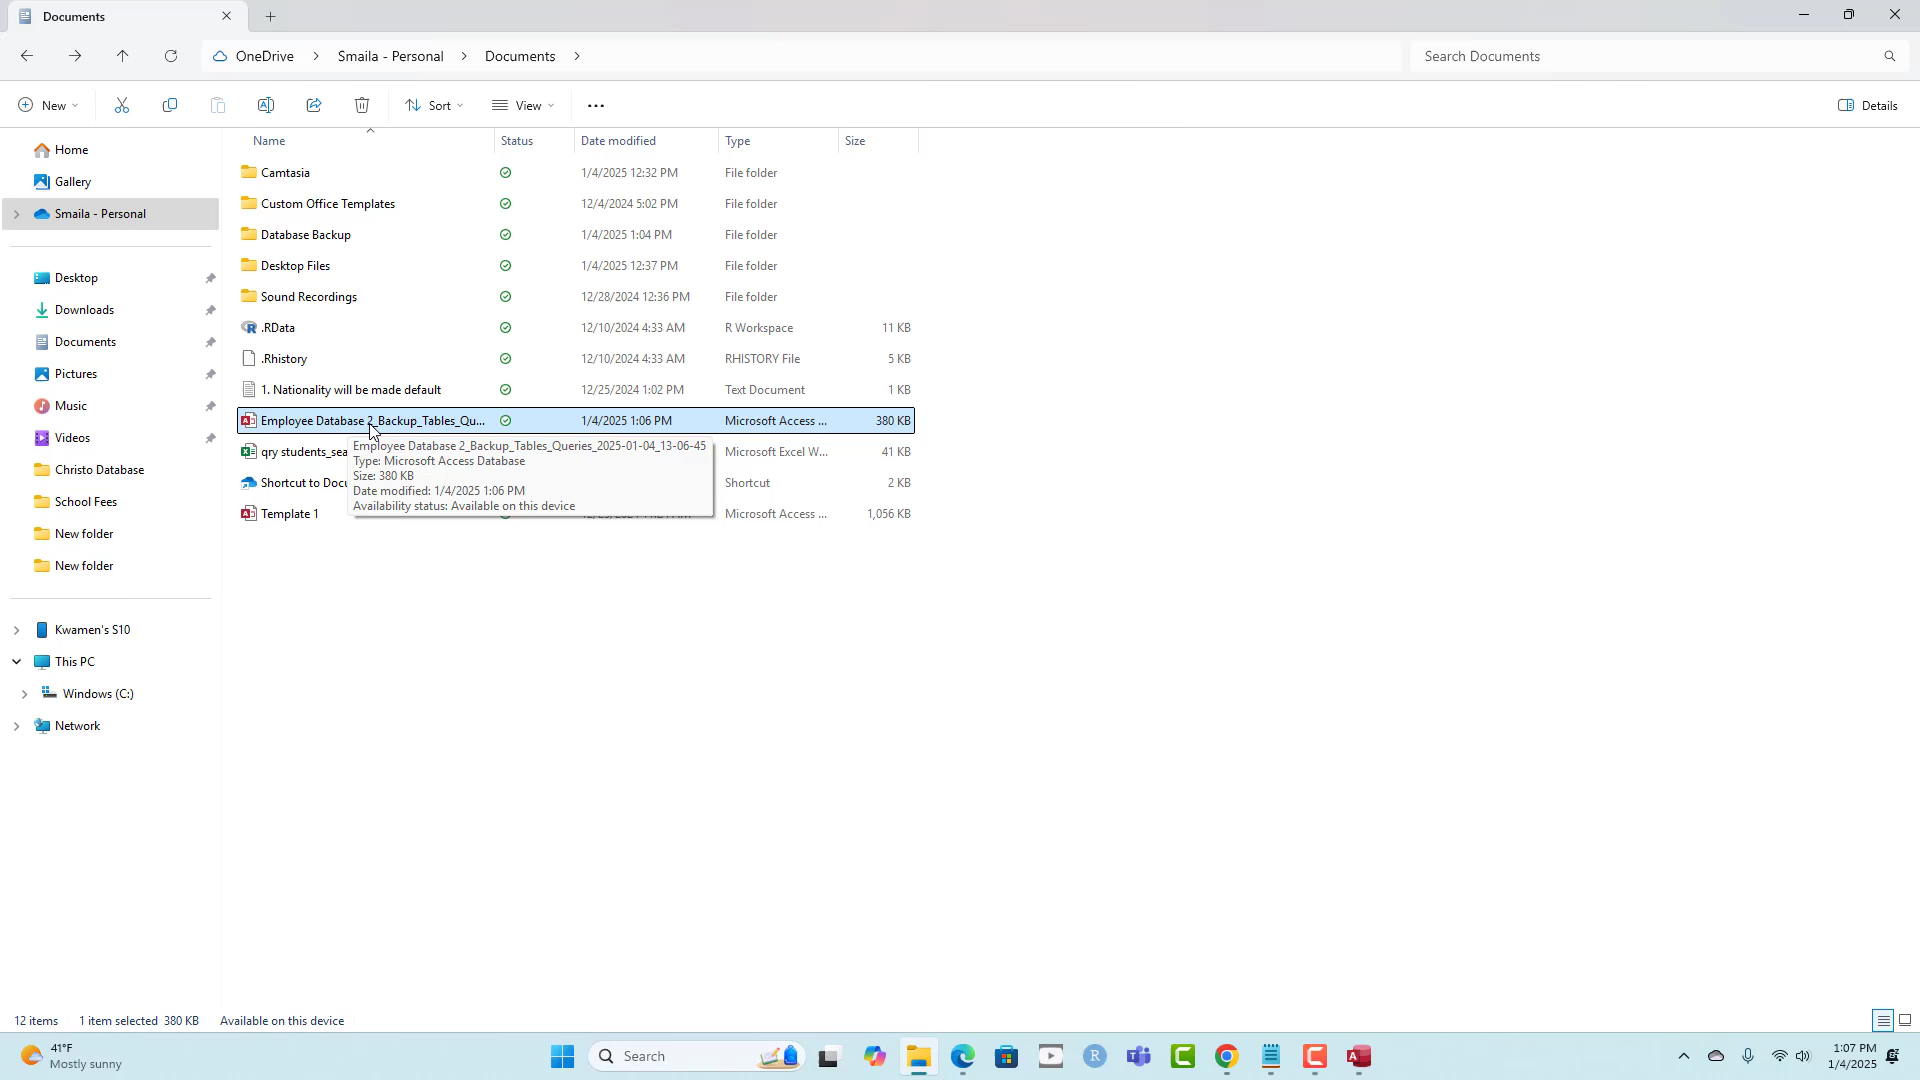 Documents
OneDrive > Smaila - Personal > Documents >
Search Documents
New
Sort
View
Details
Name Status Date modified Type Size
Home
Gallery
Smaila - Personal
Desktop
Downloads
Documents
Pictures
Music
Videos
Christo Database
School Fees
New folder
New folder
Kwamen's S10
This PC
Windows (C:)
Network
Camtasia 1/4/2025 12:32 PM File folder
Custom Office Templates 12/4/2024 5:02 PM File folder
Database Backup 1/4/2025 1:04 PM File folder
Desktop Files 1/4/2025 12:37 PM File folder
Sound Recordings 12/28/2024 12:36 PM File folder
.RData 12/10/2024 4:33 AM R Workspace 11 KB
.Rhistory 12/10/2024 4:33 AM RHISTORY File 5 KB
1. Nationality will be made default 12/25/2024 1:02 PM Text Document 1 KB
Employee Database 2_Backup_Tables_Qu... 1/4/2025 1:06 PM Microsoft Access ... 380 KB
qry students_sea Microsoft Excel W... 41 KB
Shortcut to Docu Shortcut 2 KB
Template 1 Microsoft Access ... 1,056 KB
Employee Database 2_Backup_Tables_Queries_2025-01-04_13-06-45
Type: Microsoft Access Database
Size: 380 KB
Date modified: 1/4/2025 1:06 PM
Availability status: Available on this device
12 items 1 item selected 380 KB Available on this device
41°F
Mostly sunny
Search
1:07 PM
1/4/2025